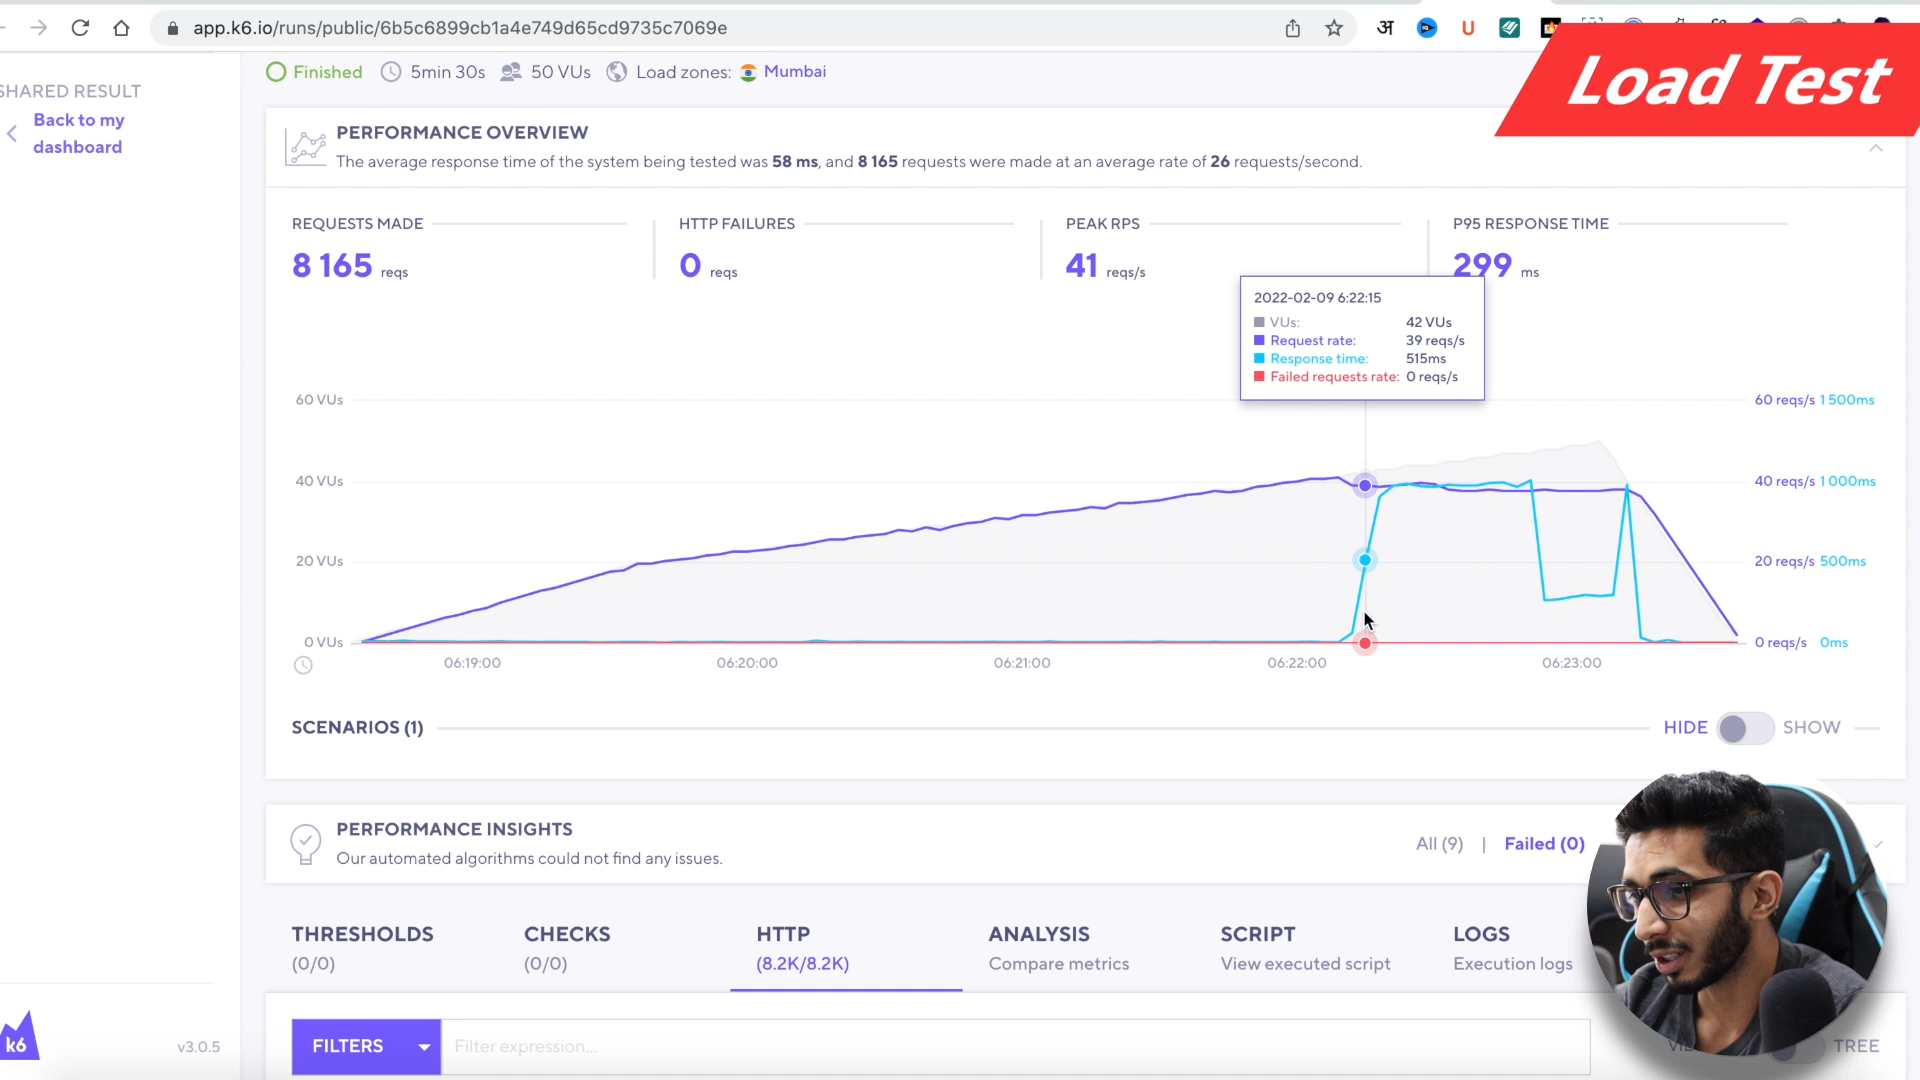 app.k6.io/runs/public/6b5c6899cb1a4e749d65cd9735c7069e
अ
U
Load Test
SHARED RESULT
Back to my
dashboard
Finished 5min 30s 50 VUs Load zones: Mumbai
PERFORMANCE OVERVIEW
The average response time of the system being tested was 58 ms, and 8 165 requests were made at an average rate of 26 requests/second.
REQUESTS MADE
8 165 reqs
HTTP FAILURES
0 reqs
PEAK RPS
41 reqs/s
P95 RESPONSE TIME
299 ms
2022-02-09 6:22:15
VUs: 42 VUs
Request rate: 39 reqs/s
Response time: 515ms
Failed requests rate: 0 reqs/s
60 VUs 60 reqs/s 1 500ms
40 VUs 40 reqs/s 1 000ms
20 VUs 20 reqs/s 500ms
0 VUs 0 reqs/s 0ms
06:19:00 06:20:00 06:21:00 06:22:00 06:23:00
SCENARIOS (1) HIDE SHOW
PERFORMANCE INSIGHTS
Our automated algorithms could not find any issues.
All (9) | Failed (0)
THRESHOLDS
(0/0)
CHECKS
(0/0)
HTTP
(8.2K/8.2K)
ANALYSIS
Compare metrics
SCRIPT
View executed script
LOGS
Execution logs
FILTERS Filter expression...
TREE
k6
v3.0.5